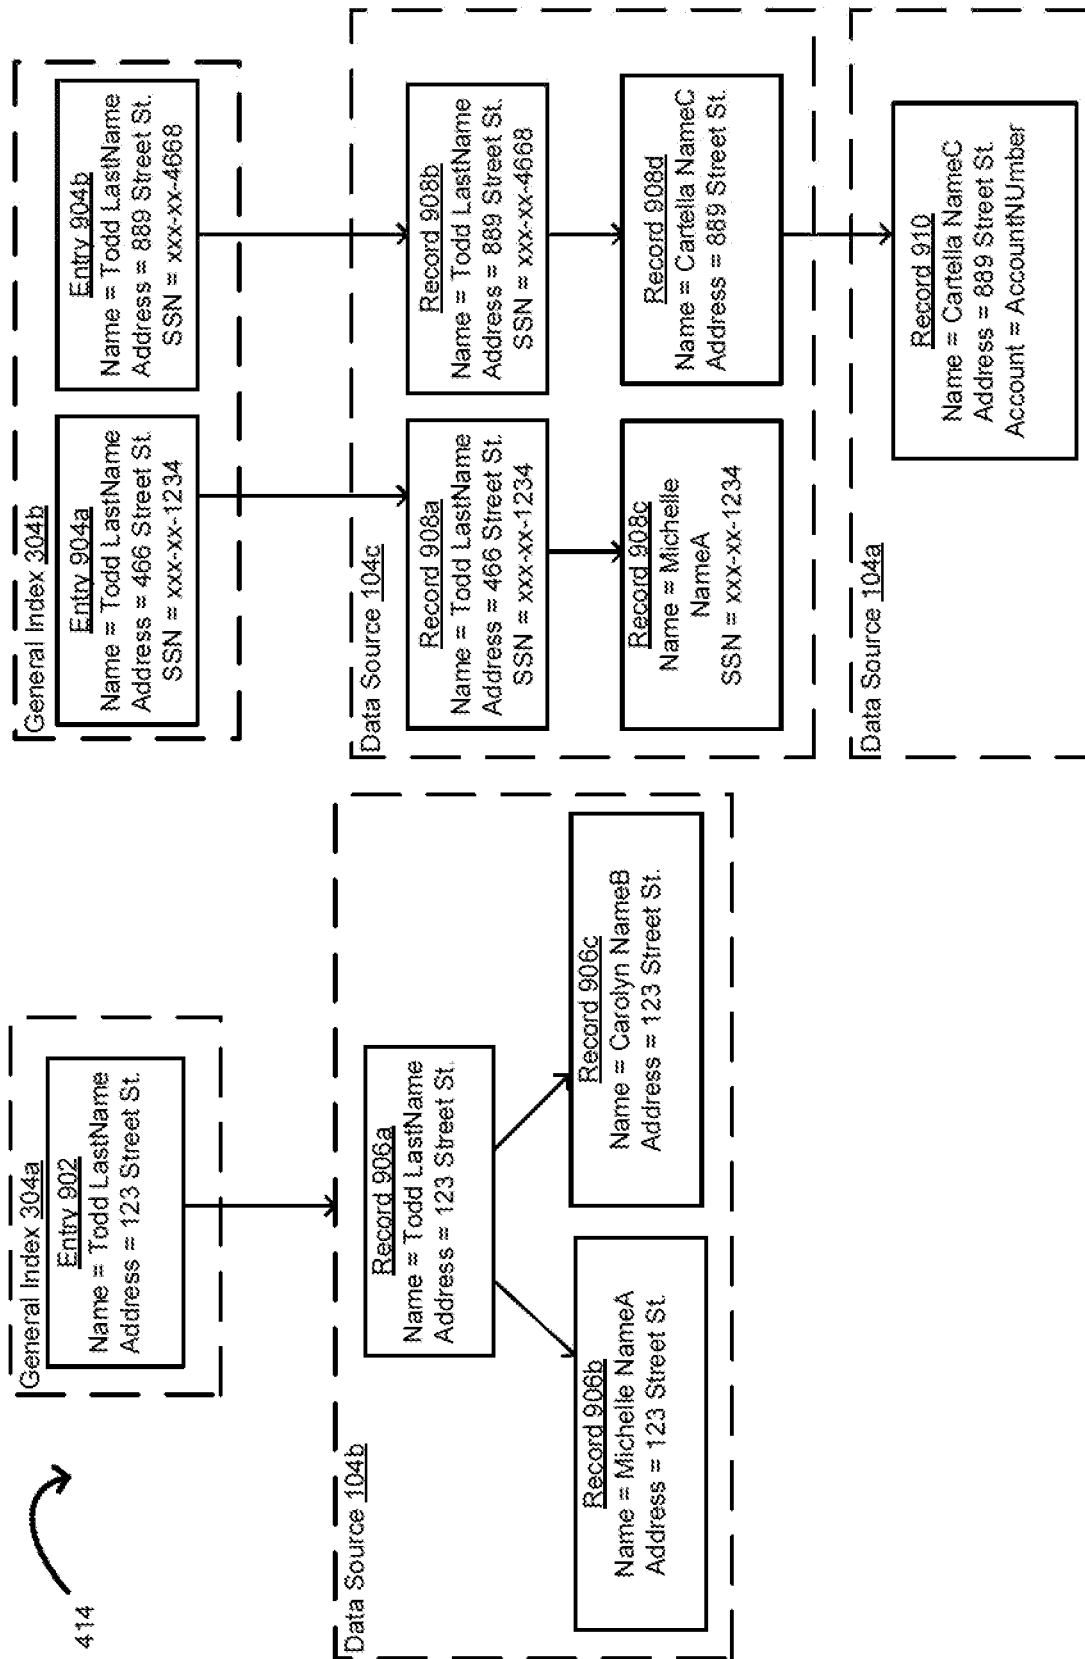 414
General Index 304a
Entry 902
Name = Todd LastName
Address = 123 Street St.
General Index 304b
Entry 904a
Name = Todd LastName
Address = 466 Street St.
SSN = xxx-xx-1234
Entry 904b
Name = Todd LastName
Address = 889 Street St.
SSN = xxx-xx-4668
Data Source 104b
Record 906a
Name = Todd LastName
Address = 123 Street St.
Record 906b
Name = Michelle NameA
Address = 123 Street St.
Record 906c
Name = Carolyn NameB
Address = 123 Street St.
Data Source 104c
Record 908a
Name = Todd LastName
Address = 466 Street St.
SSN = xxx-xx-1234
Record 908b
Name = Todd LastName
Address = 889 Street St.
SSN = xxx-xx-4668
Record 908c
Name = Michelle
NameA
SSN = xxx-xx-1234
Record 908d
Name = Cartella NameC
Address = 889 Street St.
Data Source 104a
Record 910
Name = Cartella NameC
Address = 889 Street St.
Account = AccountNUmber